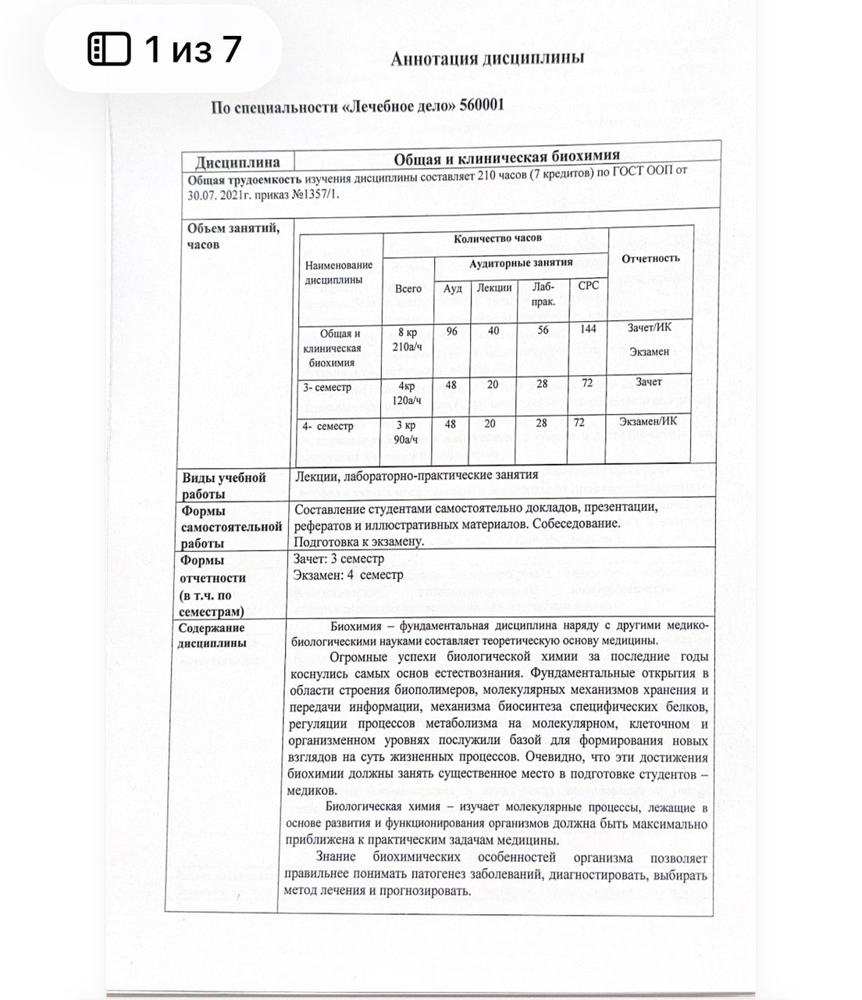 1 из 7
Аннотация дисциплины
По специальности «Лечебное дело» 560001
Дисциплина
Общая и клиническая биохимия
Общая трудоемкость изучения дисциплины составляет 210 часов (7 кредитов) по ГОСТ ООП от
30.07. 2021г. приказ №1357/1.
Объем занятий,
часов
Наименование
дисциплины
Количество часов
Отчетность
Всего
Аудиторные занятия
Ауд
Лекции
Лаб-
прак.
СРС
Общая и
клиническая
биохимия
8 кр
210а/ч
96
40
56
144
Зачет/ИК
Экзамен
3- семестр
4кр
120а/ч
48
20
28
72
Зачет
4- семестр
3 кр
90а/ч
48
20
28
72
Экзамен/ИК
Виды учебной
работы
Лекции, лабораторно-практические занятия
Формы
самостоятельной
работы
Составление студентами самостоятельно докладов, презентации,
рефератов и иллюстративных материалов. Собеседование.
Подготовка к экзамену.
Формы
отчетности
(в т.ч. по
семестрам)
Зачет: 3 семестр
Экзамен: 4 семестр
Содержание
дисциплины
Биохимия – фундаментальная дисциплина наряду с другими медико-
биологическими науками составляет теоретическую основу медицины.
Огромные успехи биологической химии за последние годы
коснулись самых основ естествознания. Фундаментальные открытия в
области строения биополимеров, молекулярных механизмов хранения и
передачи информации, механизма биосинтеза специфических белков,
регуляции процессов метаболизма на молекулярном, клеточном и
организменном уровнях послужили базой для формирования новых
взглядов на суть жизненных процессов. Очевидно, что эти достижения
биохимии должны занять существенное место в подготовке студентов –
медиков.
Биологическая химия – изучает молекулярные процессы, лежащие в
основе развития и функционирования организмов должна быть максимально
приближена к практическим задачам медицины.
Знание биохимических особенностей организма позволяет
правильнее понимать патогенез заболеваний, диагностировать, выбирать
метод лечения и прогнозировать.